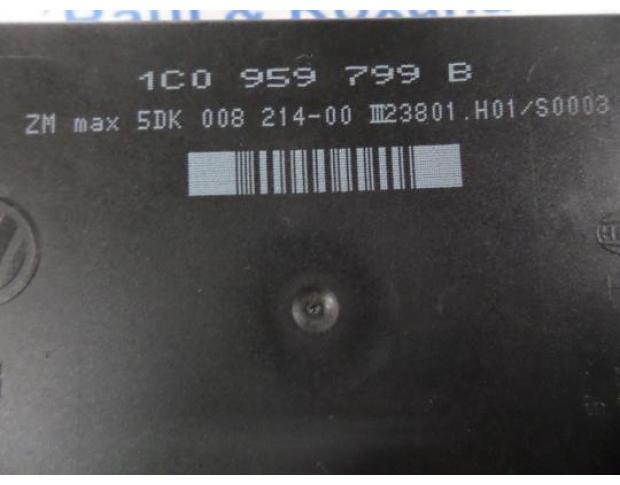 1C0 959 799 B
ZM max 5DK 008 214-00 III23801.H01/S0003